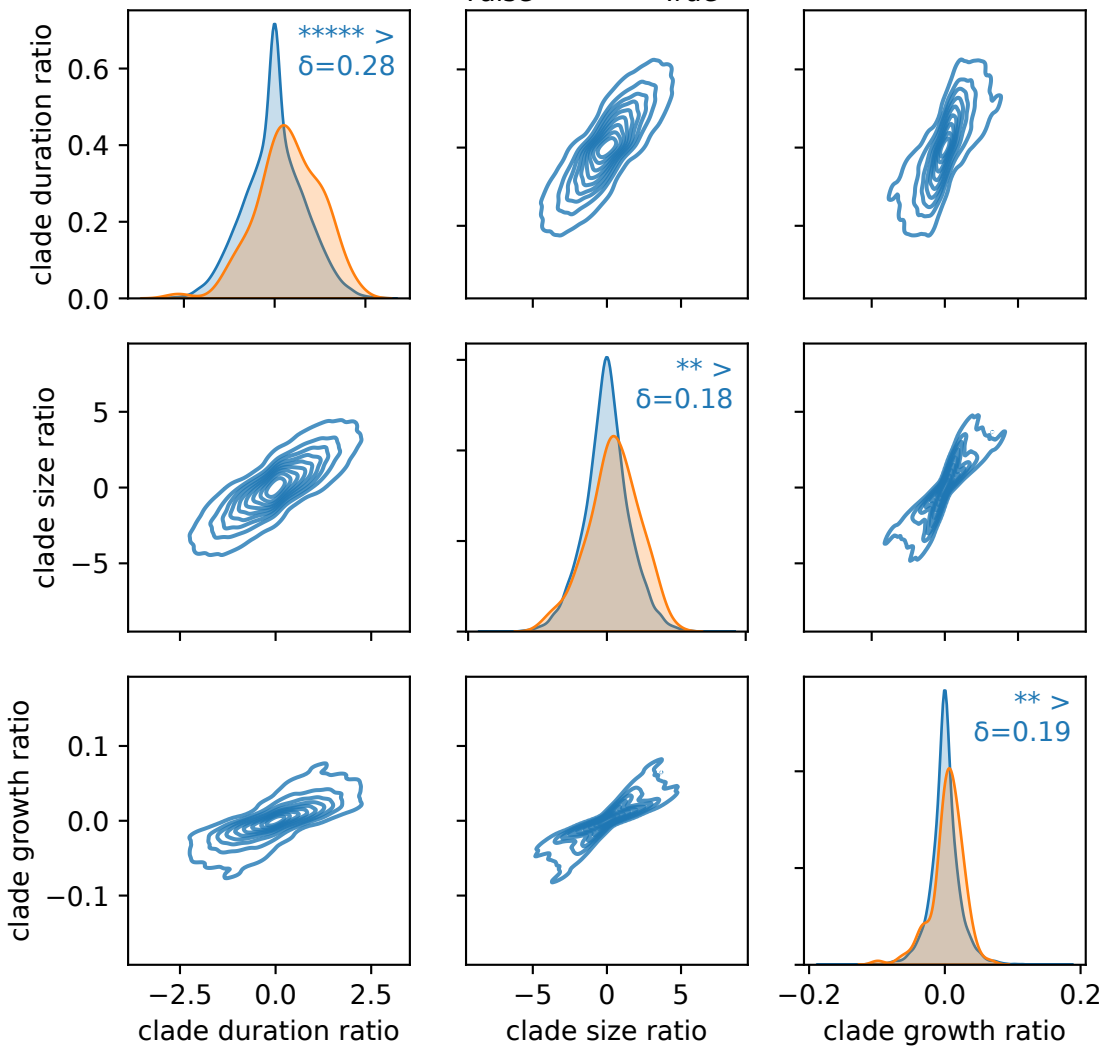 clade duration ratio
0.6
0.4
0.2
0.0
***** >
δ=0.28
clade size ratio
5
0
−5
** >
δ=0.18
clade growth ratio
0.1
0.0
−0.1
** >
δ=0.19
−2.5 0.0 2.5
−5 0 5
−0.2 0.0 0.2
clade duration ratio
clade size ratio
clade growth ratio